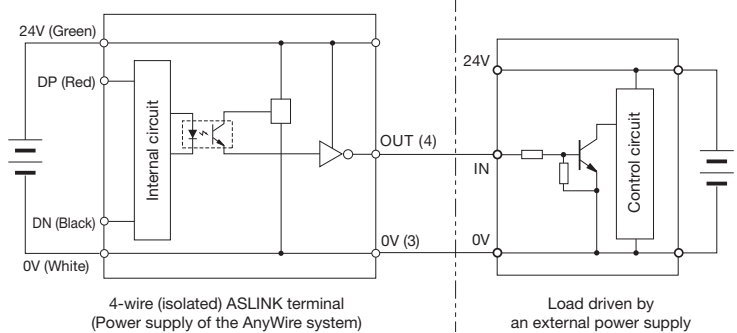 24V (Green)
DP (Red)
Internal circuit
DN (Black)
0V (White)
OUT (4)
0V (3)
24V
IN
0V
Control circuit
4-wire (isolated) ASLINK terminal
(Power supply of the AnyWire system)
Load driven by
an external power supply